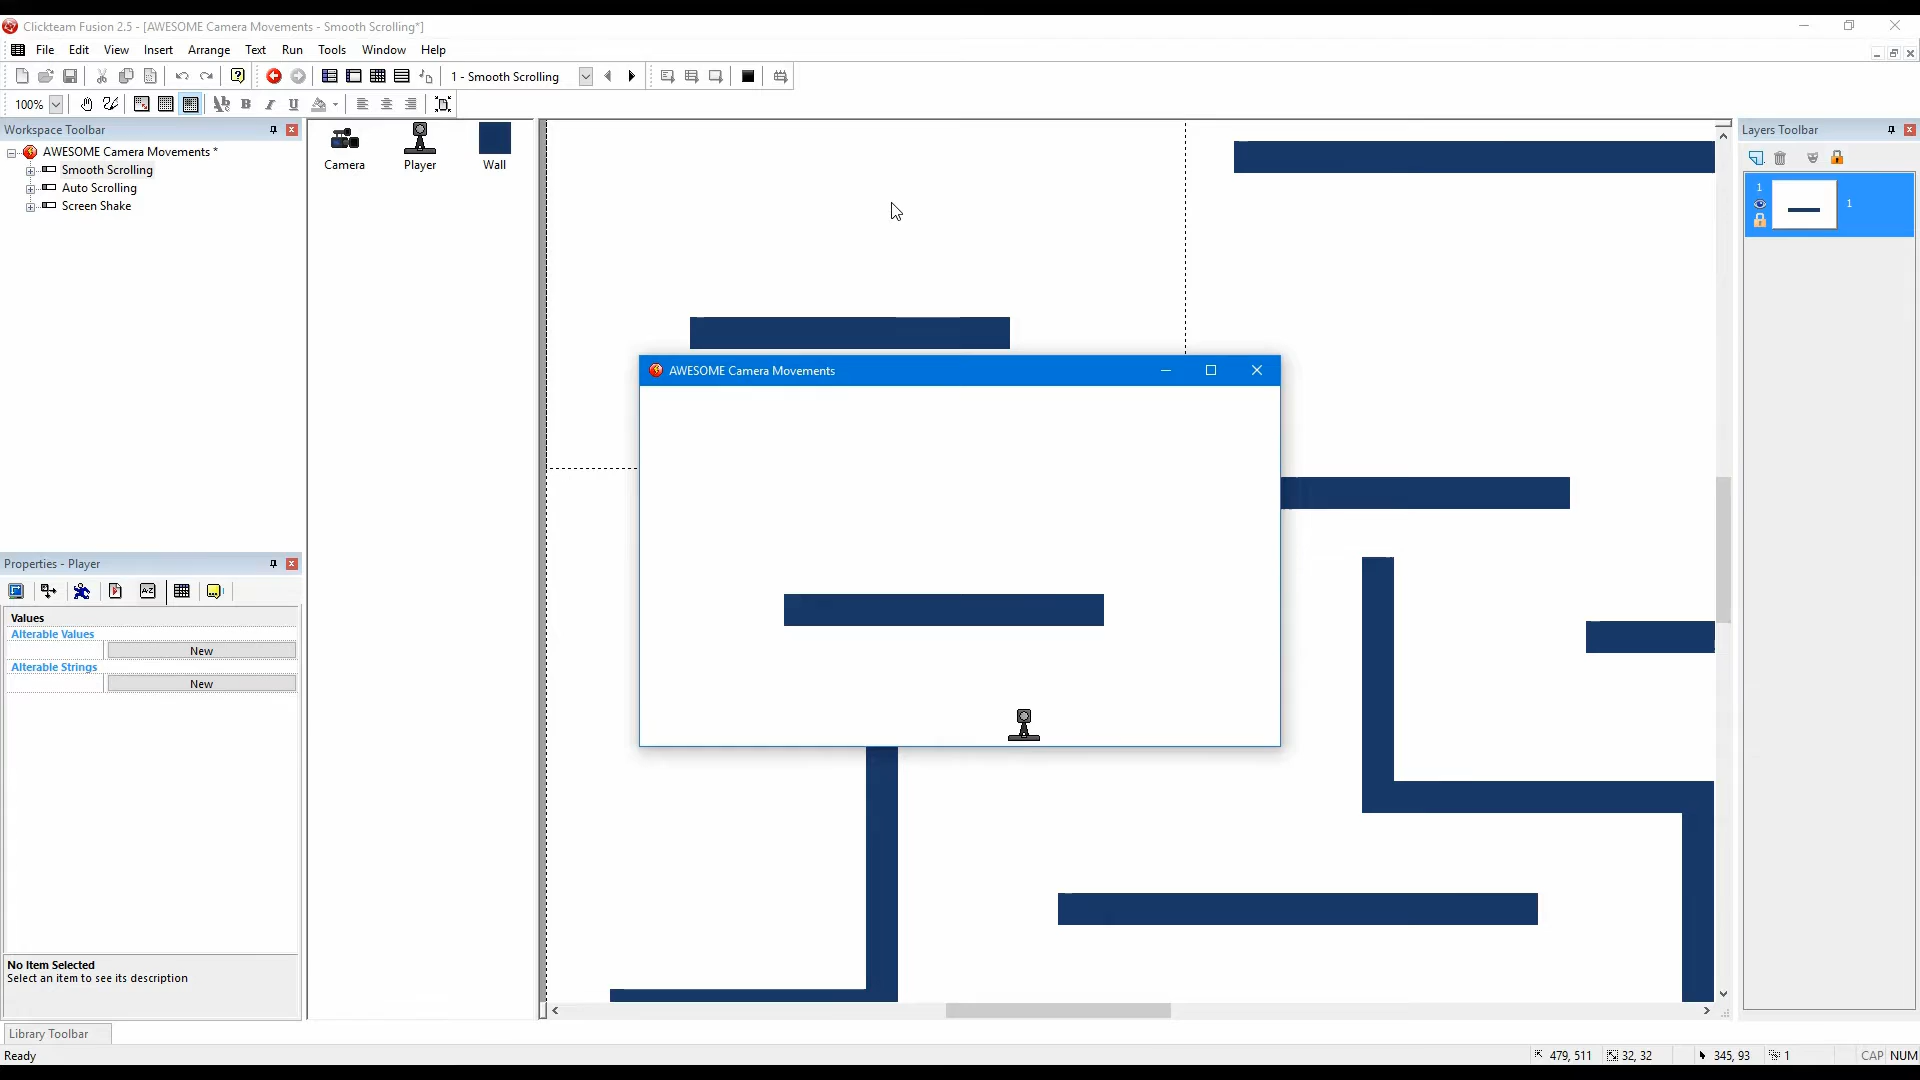 Clickteam Fusion 2.5 - [AWESOME Camera Movements - Smooth Scrolling*]
File Edit View Insert Arrange Text Run Tools Window Help
1 - Smooth Scrolling
100%
Workspace Toolbar
AWESOME Camera Movements *
Smooth Scrolling
Auto Scrolling
Screen Shake
Camera Player Wall
Layers Toolbar
1
1
AWESOME Camera Movements
Properties - Player
Values
Alterable Values
New
Alterable Strings
New
No Item Selected
Select an item to see its description
Library Toolbar
Ready
479, 511 32, 32 345, 93 1 CAP NUM